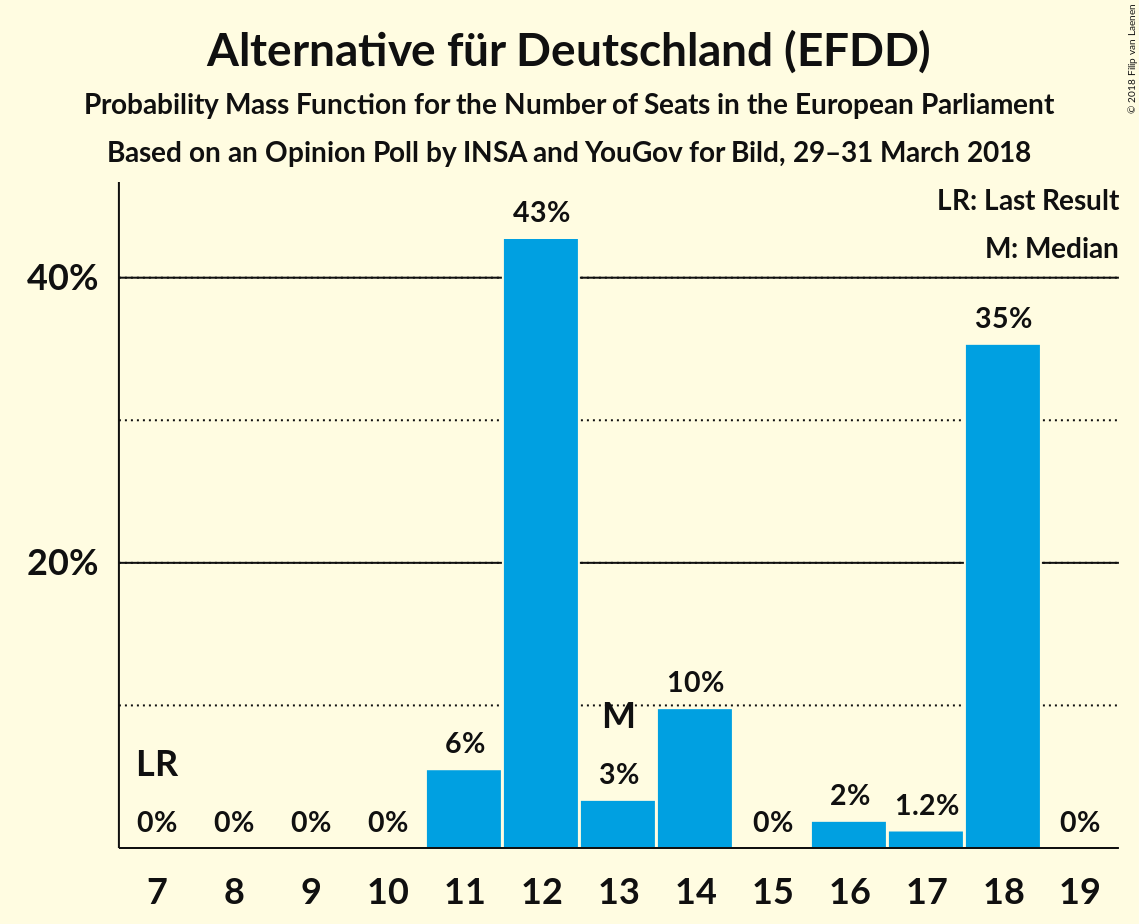 Alternative für Deutschland (EFDD)
Probability Mass Function for the Number of Seats in the European Parliament
Based on an Opinion Poll by INSA and YouGov for Bild, 29–31 March 2018
© 2018 Filip van Laenen
LR: Last Result
M: Median
40%
20%
43%
35%
10%
M
6%
3%
LR
2%
1.2%
0% 0% 0% 0% 0% 0%
7 8 9 10 11 12 13 14 15 16 17 18 19